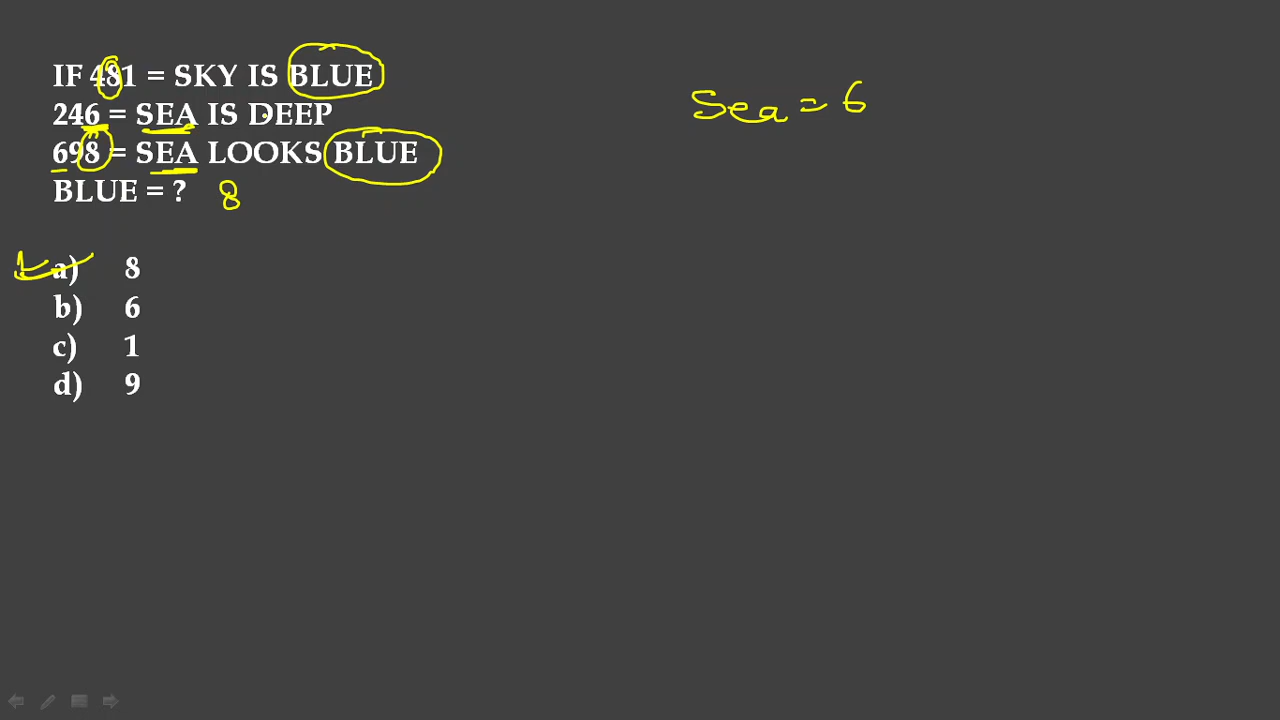 IF 481 = SKY IS BLUE
Sea = 6
246 = SEA IS DEEP
698 = SEA LOOKS BLUE
BLUE = ? 8
a) 8
b) 6
c) 1
d) 9